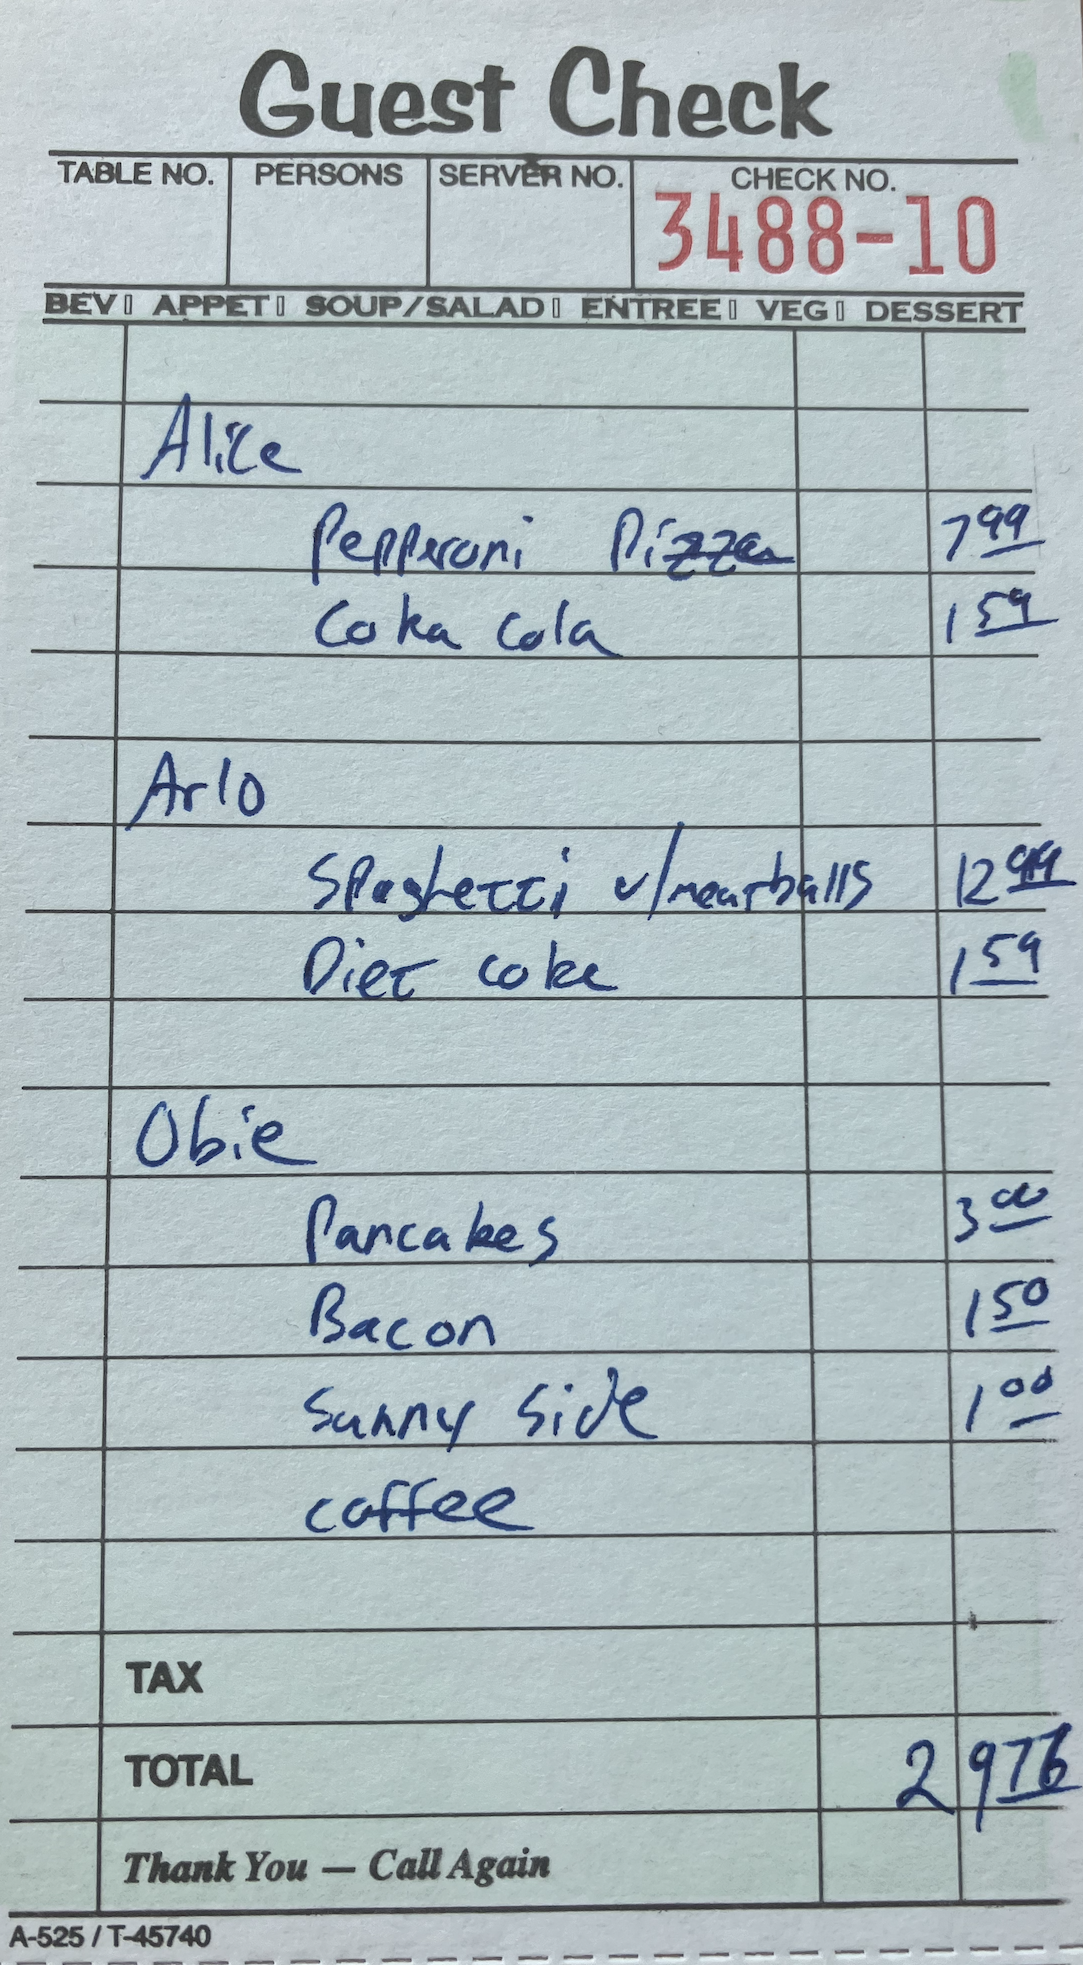 Guest Check
TABLE NO. PERSONS SERVER NO. CHECK NO.
3488-10
BEV▯ APPET▯ SOUP/SALAD▯ ENTREE▯ VEG▯ DESSERT
Alice
Pepperoni Pizza 7 99
Coka Cola 1 59
Arlo
Spaghetti w/meatballs 12 99
Diet coke 1 59
Obie
Pancakes 3 00
Bacon 1 50
Sunny Side 1 00
coffee
TAX
TOTAL 29 76
Thank You — Call Again
A-525 / T-45740